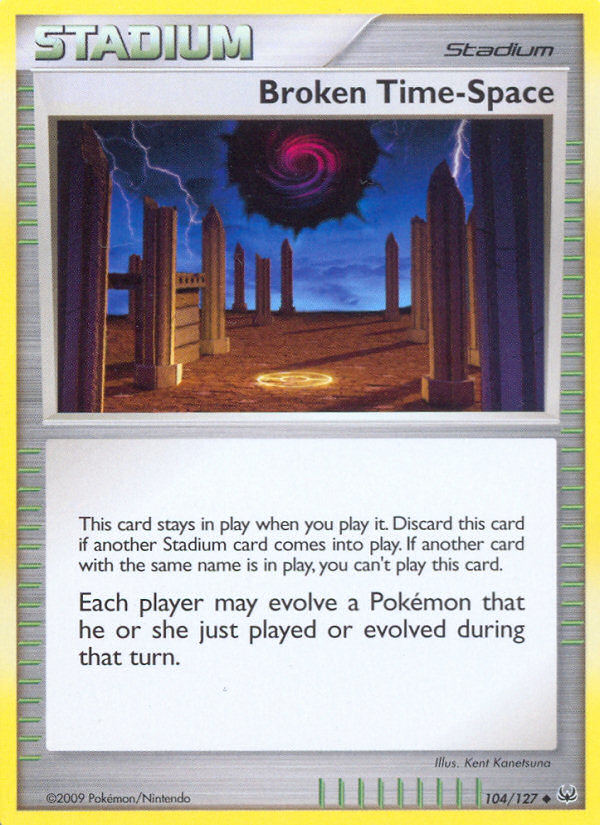 STADIUM
Stadium
Broken Time-Space
This card stays in play when you play it. Discard this card
if another Stadium card comes into play. If another card
with the same name is in play, you can't play this card.
Each player may evolve a Pokémon that
he or she just played or evolved during
that turn.
Illus. Kent Kanetsuna
©2009 Pokémon/Nintendo
104/127